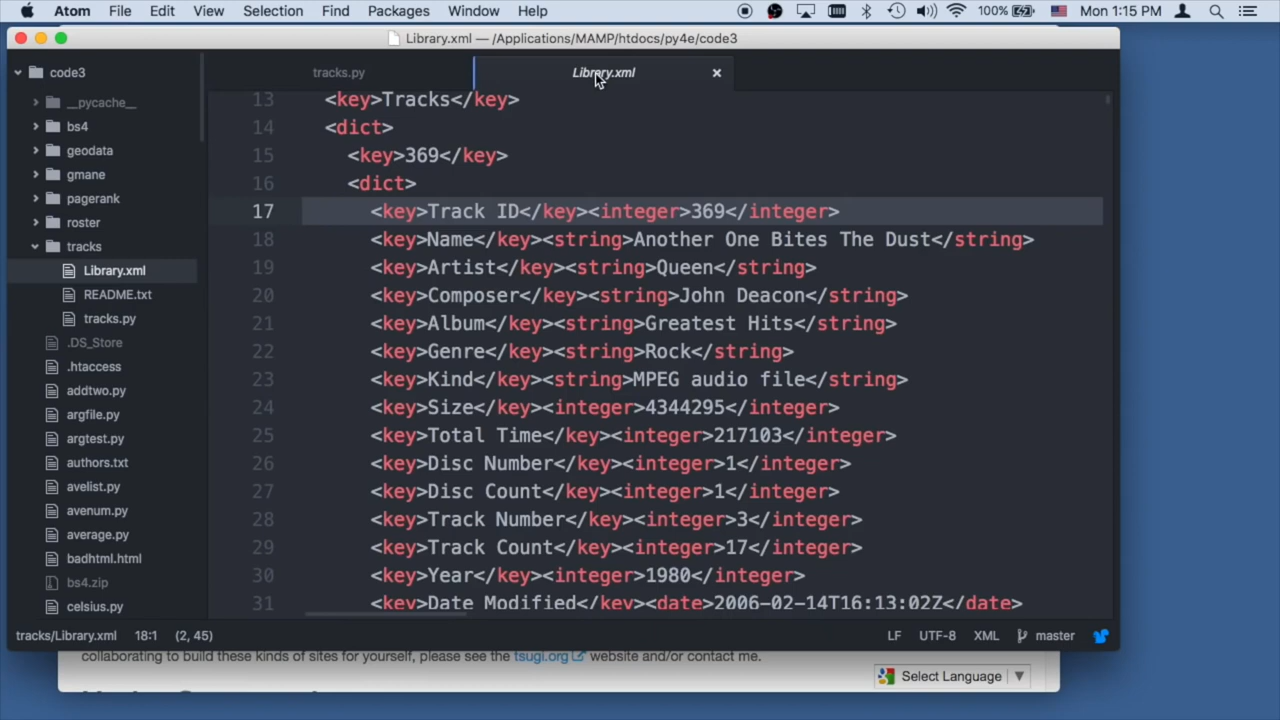 Atom File Edit View Selection Find Packages Window Help 100% Mon 1:15 PM
Library.xml — /Applications/MAMP/htdocs/py4e/code3
code3
__pycache__
bs4
geodata
gmane
pagerank
roster
tracks
Library.xml
README.txt
tracks.py
.DS_Store
.htaccess
addtwo.py
argfile.py
argtest.py
authors.txt
avelist.py
avenum.py
average.py
badhtml.html
bs4.zip
celsius.py
tracks.py Library.xml
13 <key>Tracks</key>
14 <dict>
15 <key>369</key>
16 <dict>
17 <key>Track ID</key><integer>369</integer>
18 <key>Name</key><string>Another One Bites The Dust</string>
19 <key>Artist</key><string>Queen</string>
20 <key>Composer</key><string>John Deacon</string>
21 <key>Album</key><string>Greatest Hits</string>
22 <key>Genre</key><string>Rock</string>
23 <key>Kind</key><string>MPEG audio file</string>
24 <key>Size</key><integer>4344295</integer>
25 <key>Total Time</key><integer>217103</integer>
26 <key>Disc Number</key><integer>1</integer>
27 <key>Disc Count</key><integer>1</integer>
28 <key>Track Number</key><integer>3</integer>
29 <key>Track Count</key><integer>17</integer>
30 <key>Year</key><integer>1980</integer>
31 <key>Date Modified</key><date>2006-02-14T16:13:02Z</date>
tracks/Library.xml 18:1 (2, 45) LF UTF-8 XML master
collaborating to build these kinds of sites for yourself, please see the tsugi.org website and/or contact me.
Select Language